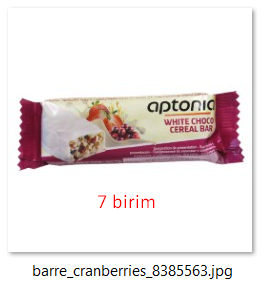 aptonia
WHITE CHOCO
CEREAL BAR
7 birim
barre_cranberries_8385563.jpg